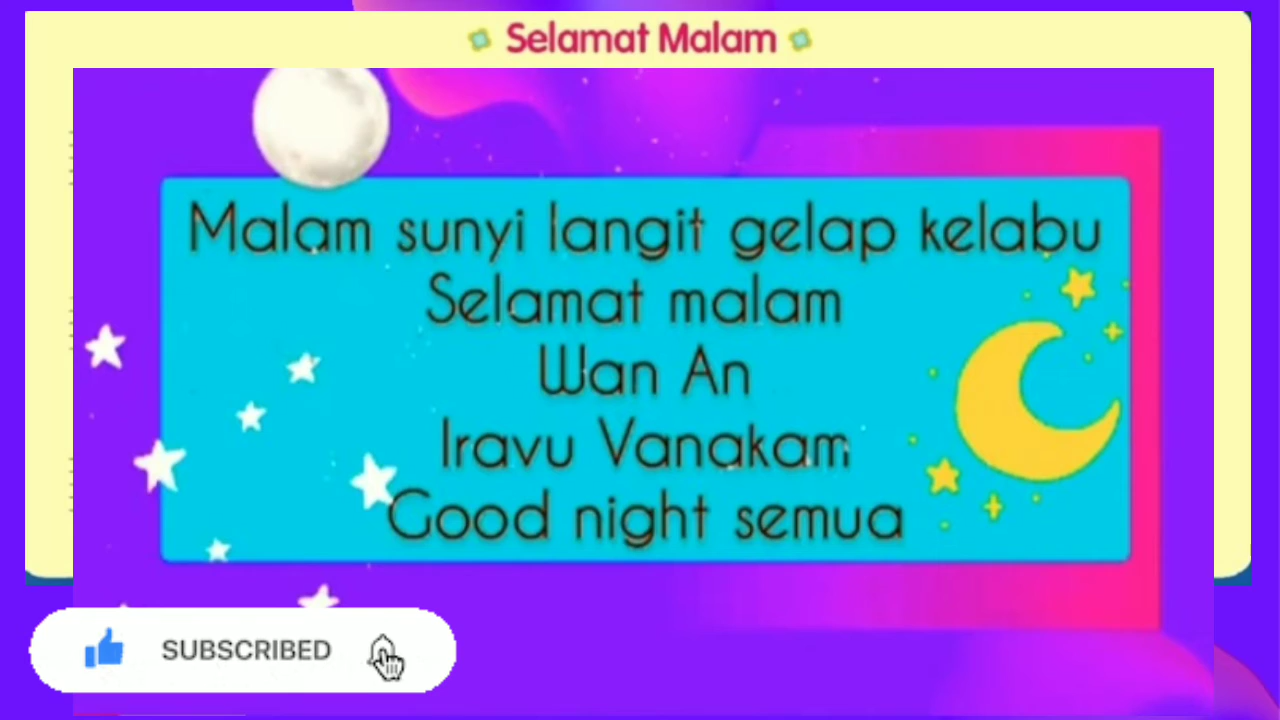 Selamat Malam
Malam sunyi langit gelap kelabu
Selamat malam
Wan An
Iravu Vanakam
Good night semua
SUBSCRIBED